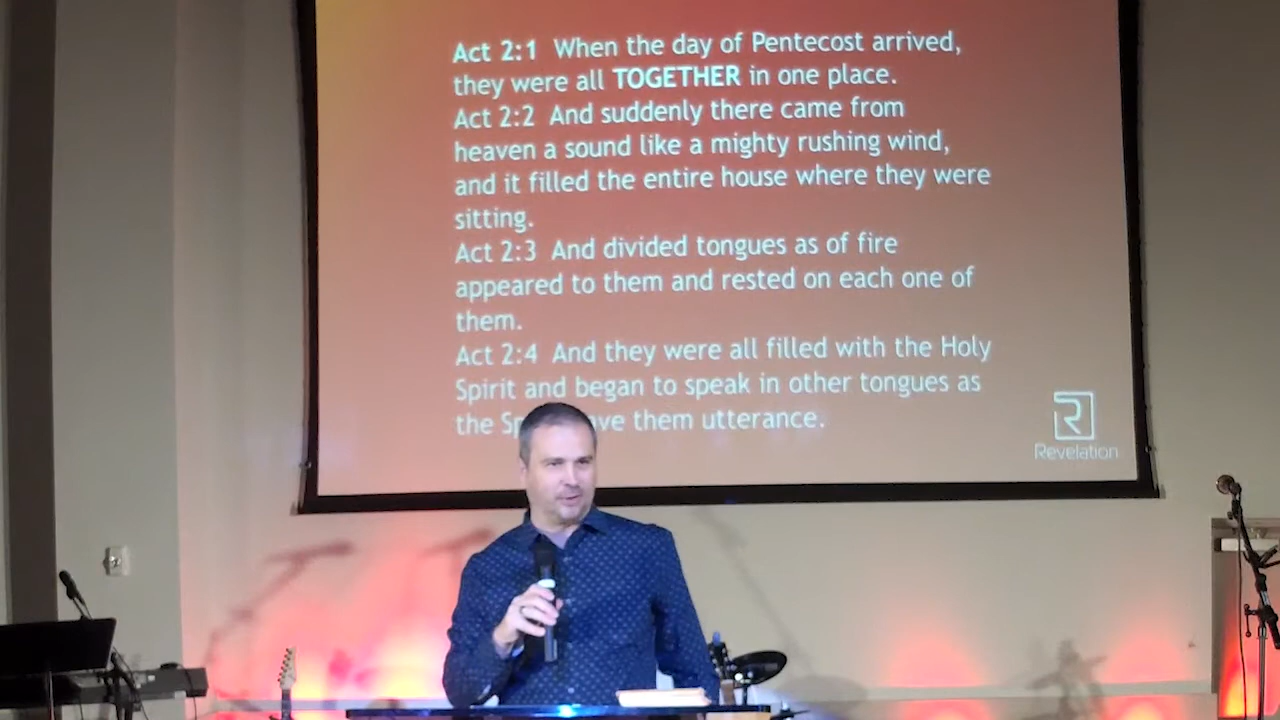 Act 2:1 When the day of Pentecost arrived,
they were all TOGETHER in one place.
Act 2:2 And suddenly there came from
heaven a sound like a mighty rushing wind,
and it filled the entire house where they were
sitting.
Act 2:3 And divided tongues as of fire
appeared to them and rested on each one of
them.
Act 2:4 And they were all filled with the Holy
Spirit and began to speak in other tongues as
the them utterance.
R
Revelation